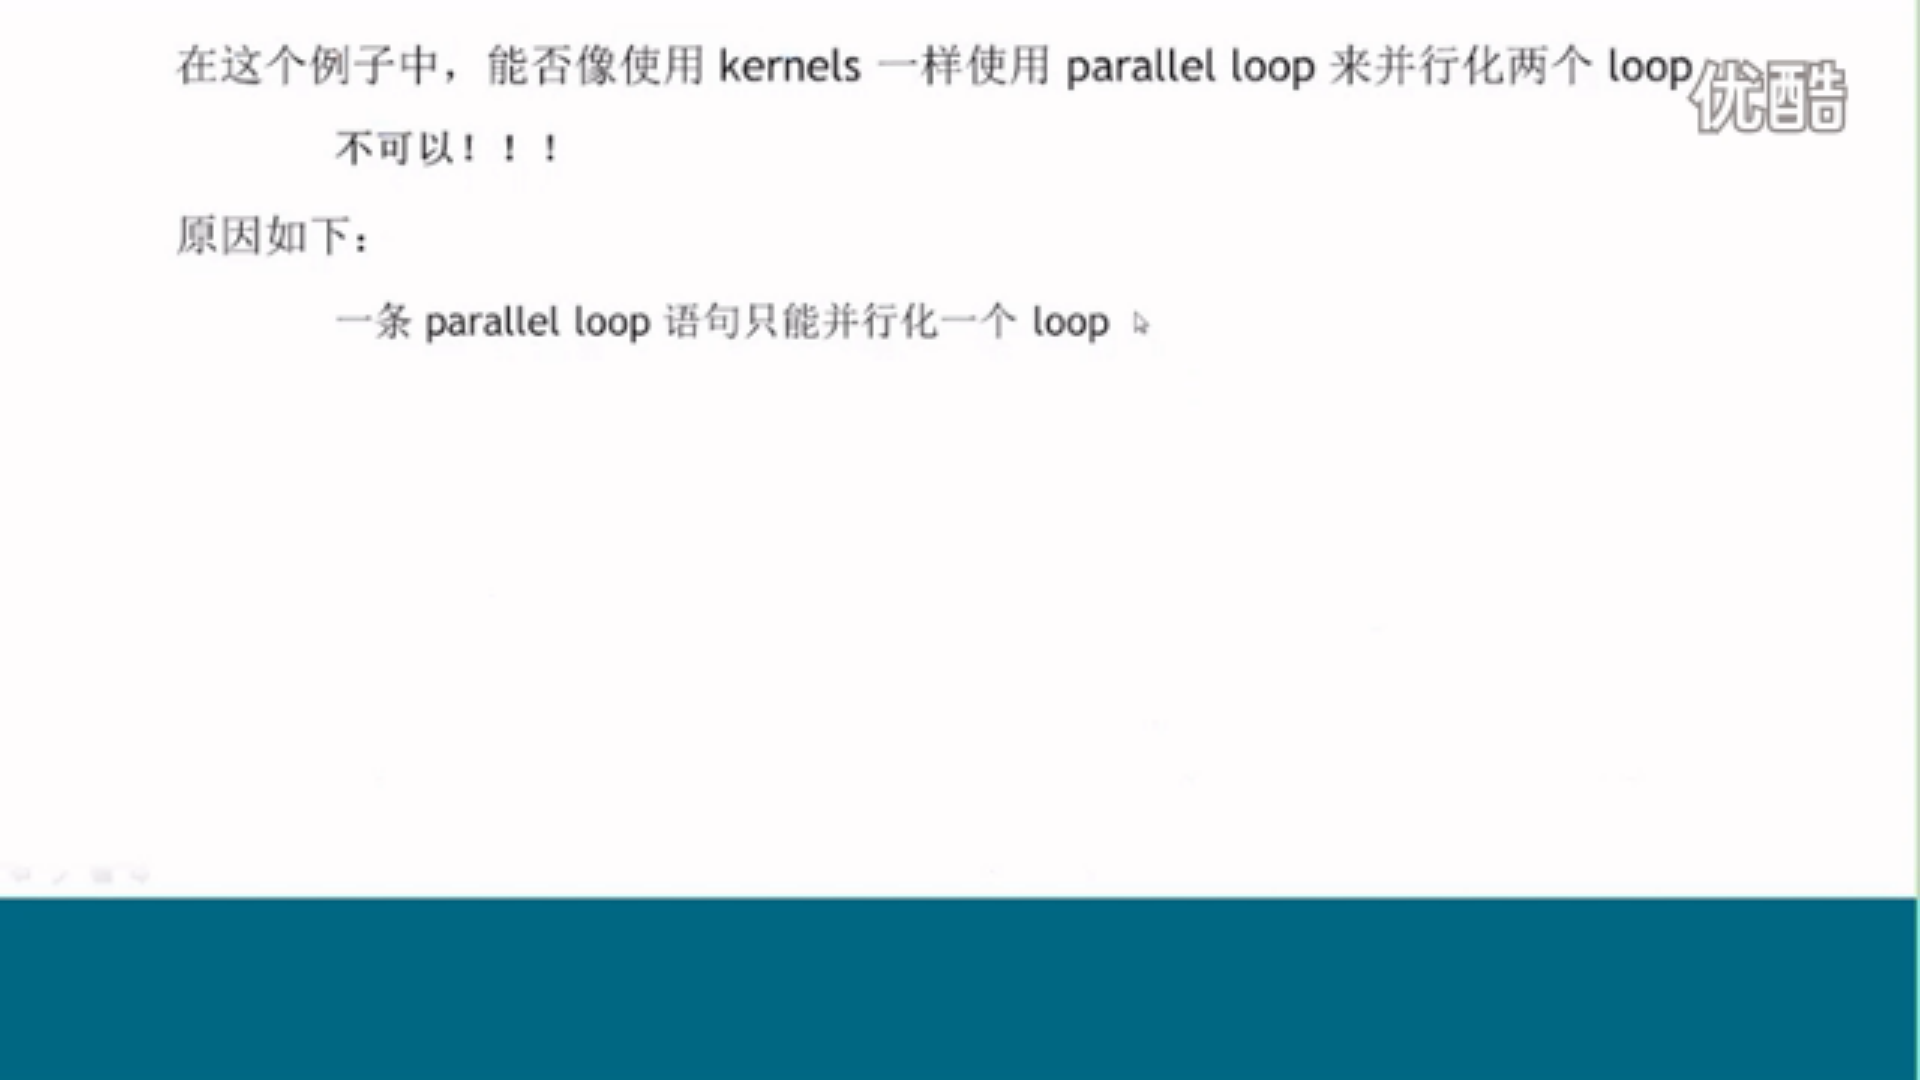 在这个例子中，能否像使用 kernels 一样使用 parallel loop 来并行化两个 loop
优酷
不可以！！！
原因如下：
一条 parallel loop 语句只能并行化一个 loop